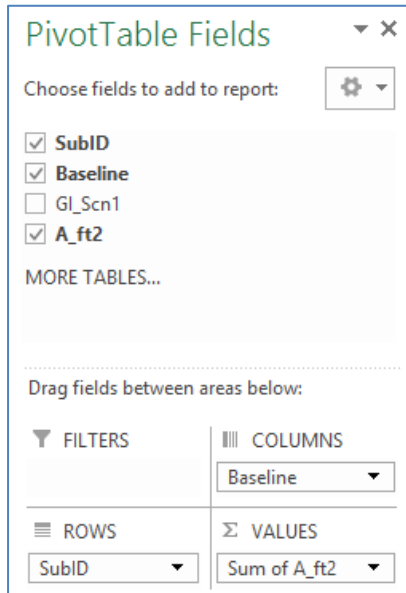 PivotTable Fields
Choose fields to add to report:
SubID
Baseline
GI_Scn1
A_ft2
MORE TABLES...
Drag fields between areas below:
FILTERS
COLUMNS
Baseline
ROWS
Σ VALUES
SubID
Sum of A_ft2